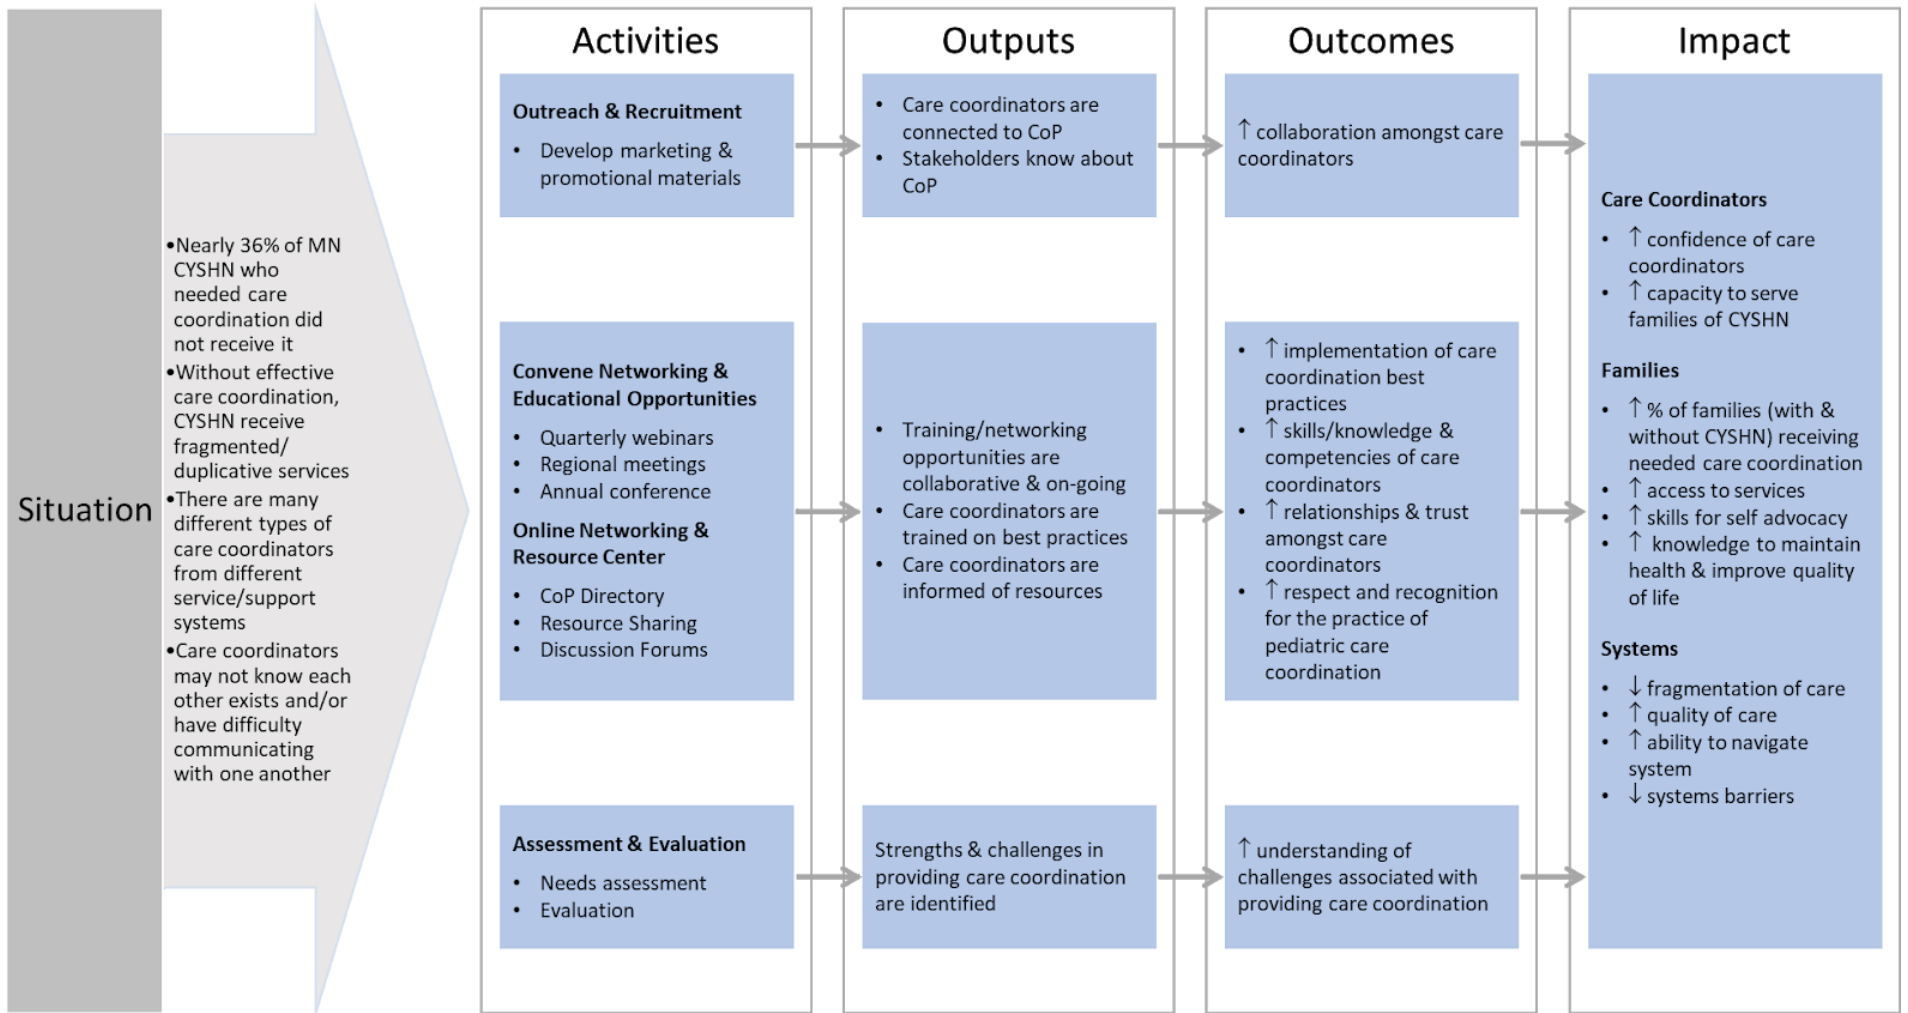 Situation
•Nearly 36% of MN
CYSHN who
needed care
coordination did
not receive it
•Without effective
care coordination,
CYSHN receive
fragmented/
duplicative services
•There are many
different types of
care coordinators
from different
service/support
systems
•Care coordinators
may not know each
other exists and/or
have difficulty
communicating
with one another
Activities
Outreach & Recruitment
• Develop marketing &
promotional materials
Convene Networking &
Educational Opportunities
• Quarterly webinars
• Regional meetings
• Annual conference
Online Networking &
Resource Center
• CoP Directory
• Resource Sharing
• Discussion Forums
Assessment & Evaluation
• Needs assessment
• Evaluation
Outputs
• Care coordinators are
connected to CoP
• Stakeholders know about
CoP
• Training/networking
opportunities are
collaborative & on-going
• Care coordinators are
trained on best practices
• Care coordinators are
informed of resources
Strengths & challenges in
providing care coordination
are identified
Outcomes
↑ collaboration amongst care
coordinators
• ↑ implementation of care
coordination best
practices
• ↑ skills/knowledge &
competencies of care
coordinators
• ↑ relationships & trust
amongst care
coordinators
• ↑ respect and recognition
for the practice of
pediatric care
coordination
↑ understanding of
challenges associated with
providing care coordination
Impact
Care Coordinators
• ↑ confidence of care
coordinators
• ↑ capacity to serve
families of CYSHN
Families
• ↑ % of families (with &
without CYSHN) receiving
needed care coordination
• ↑ access to services
• ↑ skills for self advocacy
• ↑ knowledge to maintain
health & improve quality
of life
Systems
• ↓ fragmentation of care
• ↑ quality of care
• ↑ ability to navigate
system
• ↓ systems barriers